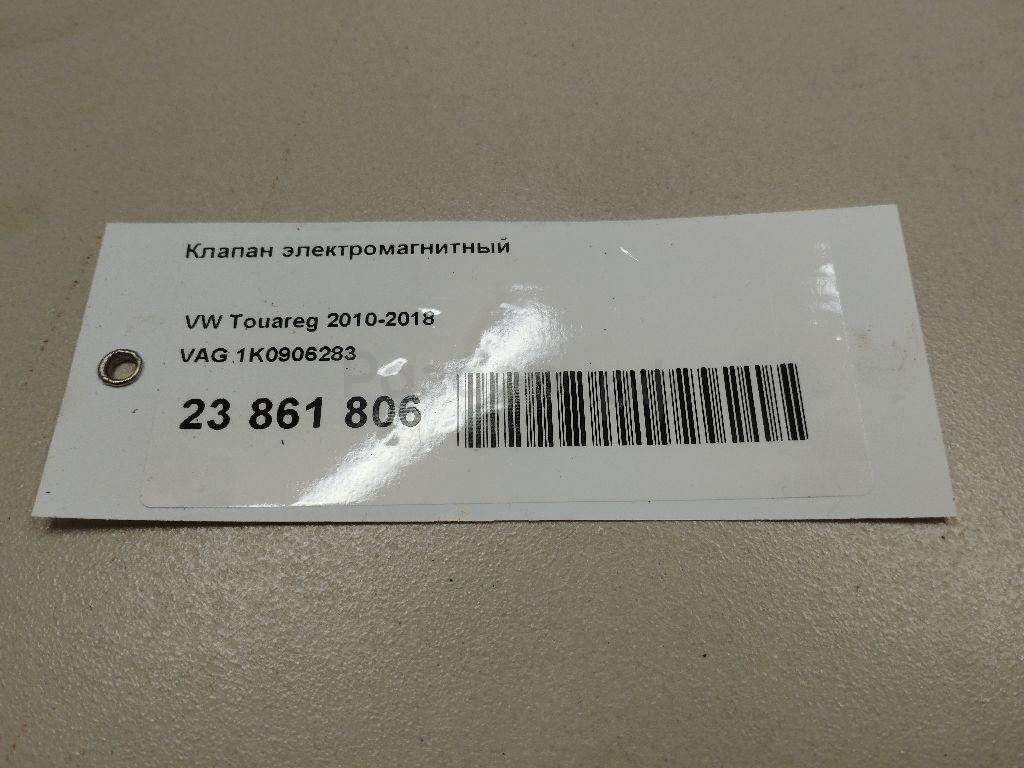 Клапан электромагнитный
VW Touareg 2010-2018
VAG 1K0906283
23 861 806